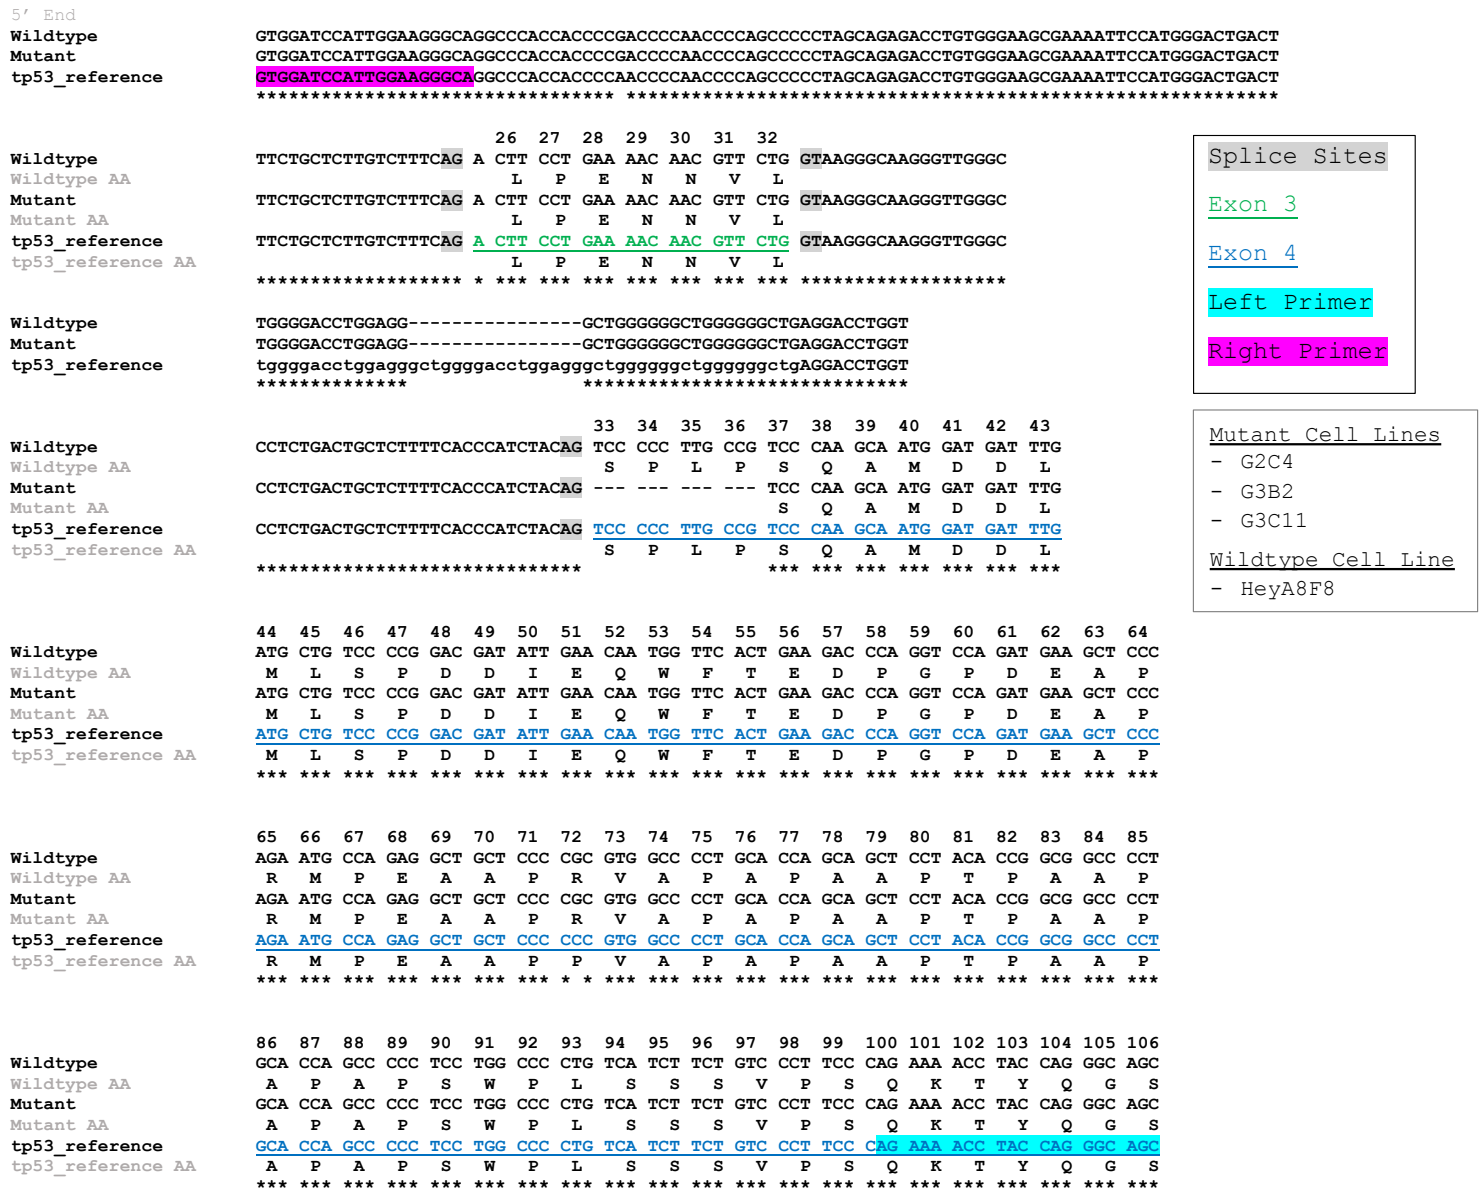 5' End
Wildtype GTGGATCCATTGGAAGGGCAGGCCCACCACCCCGACCCCAACCCCAGCCCCCTAGCAGAGACCTGTGGGAAGCGAAAATTCCATGGGACTGACT
Mutant GTGGATCCATTGGAAGGGCAGGCCCACCACCCCGACCCCAACCCCAGCCCCCTAGCAGAGACCTGTGGGAAGCGAAAATTCCATGGGACTGACT
tp53_reference GTGGATCCATTGGAAGGGCAGGCCCACCACCCCAACCCCAACCCCAGCCCCCTAGCAGAGACCTGTGGGAAGCGAAAATTCCATGGGACTGACT
********************************* ************************************************************
26 27 28 29 30 31 32
Wildtype TTCTGCTCTTGTCTTTCAG A CTT CCT GAA AAC AAC GTT CTG GTAAGGGCAAGGGTTGGGC
Wildtype AA L P E N N V L
Mutant TTCTGCTCTTGTCTTTCAG A CTT CCT GAA AAC AAC GTT CTG GTAAGGGCAAGGGTTGGGC
Mutant AA L P E N N V L
tp53_reference TTCTGCTCTTGTCTTTCAG A CTT CCT GAA AAC AAC GTT CTG GTAAGGGCAAGGGTTGGGC
tp53_reference AA L P E N N V L
******************* * *** *** *** *** *** *** *** *******************
Wildtype TGGGGACCTGGAGG----------------GCTGGGGGGCTGGGGGGCTGAGGACCTGGT
Mutant TGGGGACCTGGAGG----------------GCTGGGGGGCTGGGGGGCTGAGGACCTGGT
tp53_reference tggggacctggagggctggggacctggagggctggggggctggggggctgAGGACCTGGT
************** ******************************
33 34 35 36 37 38 39 40 41 42 43
Wildtype CCTCTGACTGCTCTTTTCACCCATCTACAG TCC CCC TTG CCG TCC CAA GCA ATG GAT GAT TTG
Wildtype AA S P L P S Q A M D D L
Mutant CCTCTGACTGCTCTTTTCACCCATCTACAG --- --- --- --- TCC CAA GCA ATG GAT GAT TTG
Mutant AA S Q A M D D L
tp53_reference CCTCTGACTGCTCTTTTCACCCATCTACAG TCC CCC TTG CCG TCC CAA GCA ATG GAT GAT TTG
tp53_reference AA S P L P S Q A M D D L
****************************** *** *** *** *** *** *** ***
44 45 46 47 48 49 50 51 52 53 54 55 56 57 58 59 60 61 62 63 64
Wildtype ATG CTG TCC CCG GAC GAT ATT GAA CAA TGG TTC ACT GAA GAC CCA GGT CCA GAT GAA GCT CCC
Wildtype AA M L S P D D I E Q W F T E D P G P D E A P
Mutant ATG CTG TCC CCG GAC GAT ATT GAA CAA TGG TTC ACT GAA GAC CCA GGT CCA GAT GAA GCT CCC
Mutant AA M L S P D D I E Q W F T E D P G P D E A P
tp53_reference ATG CTG TCC CCG GAC GAT ATT GAA CAA TGG TTC ACT GAA GAC CCA GGT CCA GAT GAA GCT CCC
tp53_reference AA M L S P D D I E Q W F T E D P G P D E A P
*** *** *** *** *** *** *** *** *** *** *** *** *** *** *** *** *** *** *** *** ***
65 66 67 68 69 70 71 72 73 74 75 76 77 78 79 80 81 82 83 84 85
Wildtype AGA ATG CCA GAG GCT GCT CCC CGC GTG GCC CCT GCA CCA GCA GCT CCT ACA CCG GCG GCC CCT
Wildtype AA R M P E A A P R V A P A P A A P T P A A P
Mutant AGA ATG CCA GAG GCT GCT CCC CGC GTG GCC CCT GCA CCA GCA GCT CCT ACA CCG GCG GCC CCT
Mutant AA R M P E A A P R V A P A P A A P T P A A P
tp53_reference AGA ATG CCA GAG GCT GCT CCC CCC GTG GCC CCT GCA CCA GCA GCT CCT ACA CCG GCG GCC CCT
tp53_reference AA R M P E A A P P V A P A P A A P T P A A P
*** *** *** *** *** *** *** * * *** *** *** *** *** *** *** *** *** *** *** *** ***
86 87 88 89 90 91 92 93 94 95 96 97 98 99 100 101 102 103 104 105 106
Wildtype GCA CCA GCC CCC TCC TGG CCC CTG TCA TCT TCT GTC CCT TCC CAG AAA ACC TAC CAG GGC AGC
Wildtype AA A P A P S W P L S S S V P S Q K T Y Q G S
Mutant GCA CCA GCC CCC TCC TGG CCC CTG TCA TCT TCT GTC CCT TCC CAG AAA ACC TAC CAG GGC AGC
Mutant AA A P A P S W P L S S S V P S Q K T Y Q G S
tp53_reference GCA CCA GCC CCC TCC TGG CCC CTG TCA TCT TCT GTC CCT TCC CAG AAA ACC TAC CAG GGC AGC
tp53_reference AA A P A P S W P L S S S V P S Q K T Y Q G S
*** *** *** *** *** *** *** *** *** *** *** *** *** *** *** *** *** *** *** *** ***
Splice Sites
Exon 3
Exon 4
Left Primer
Right Primer
Mutant Cell Lines
- G2C4
- G3B2
- G3C11
Wildtype Cell Line
- HeyA8F8